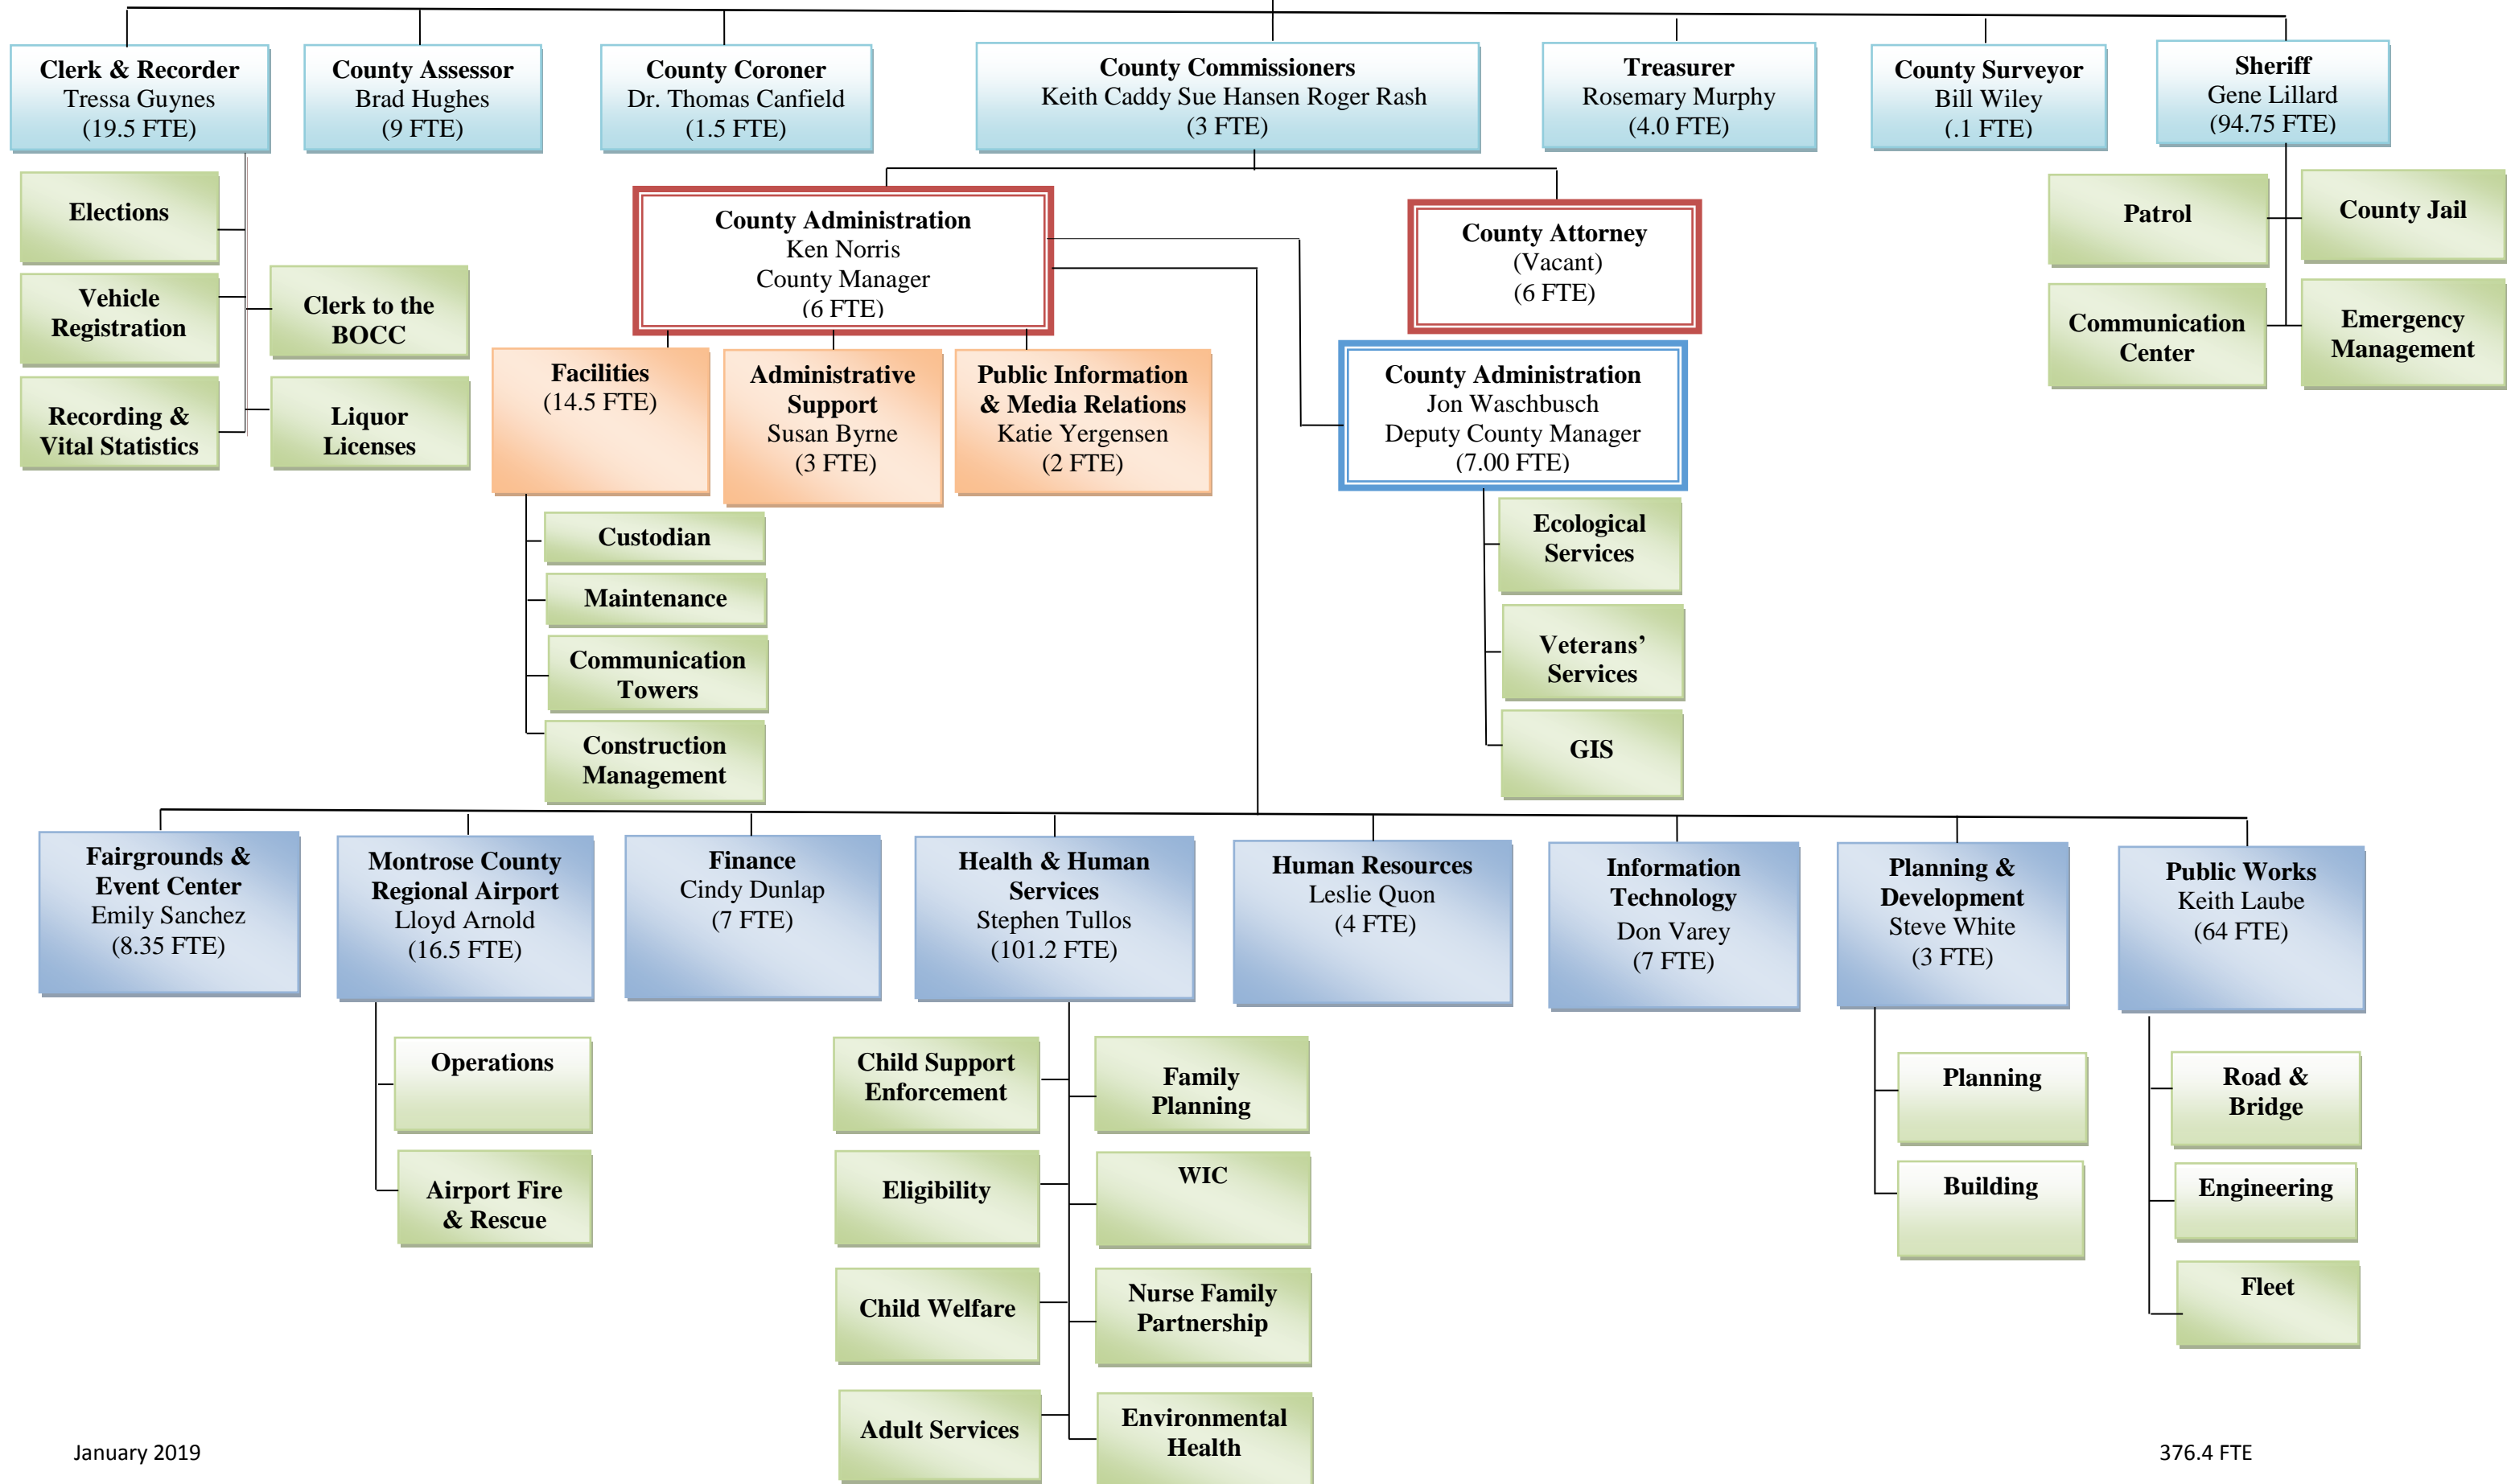 Clerk & Recorder
Tressa Guynes
(19.5 FTE)
County Assessor
Brad Hughes
(9 FTE)
County Coroner
Dr. Thomas Canfield
(1.5 FTE)
County Commissioners
Keith Caddy Sue Hansen Roger Rash
(3 FTE)
Treasurer
Rosemary Murphy
(4.0 FTE)
County Surveyor
Bill Wiley
(.1 FTE)
Sheriff
Gene Lillard
(94.75 FTE)
Elections
Vehicle
Registration
Recording &
Vital Statistics
Clerk to the
BOCC
Liquor
Licenses
County Administration
Ken Norris
County Manager
(6 FTE)
County Attorney
(Vacant)
(6 FTE)
Patrol
County Jail
Communication
Center
Emergency
Management
Facilities
(14.5 FTE)
Administrative
Support
Susan Byrne
(3 FTE)
Public Information
& Media Relations
Katie Yergensen
(2 FTE)
County Administration
Jon Waschbusch
Deputy County Manager
(7.00 FTE)
Custodian
Maintenance
Communication
Towers
Construction
Management
Ecological
Services
Veterans’
Services
GIS
Fairgrounds &
Event Center
Emily Sanchez
(8.35 FTE)
Montrose County
Regional Airport
Lloyd Arnold
(16.5 FTE)
Finance
Cindy Dunlap
(7 FTE)
Health & Human
Services
Stephen Tullos
(101.2 FTE)
Human Resources
Leslie Quon
(4 FTE)
Information
Technology
Don Varey
(7 FTE)
Planning &
Development
Steve White
(3 FTE)
Public Works
Keith Laube
(64 FTE)
Operations
Airport Fire
& Rescue
Child Support
Enforcement
Eligibility
Child Welfare
Adult Services
Family
Planning
WIC
Nurse Family
Partnership
Environmental
Health
Planning
Building
Road &
Bridge
Engineering
Fleet
January 2019
376.4 FTE